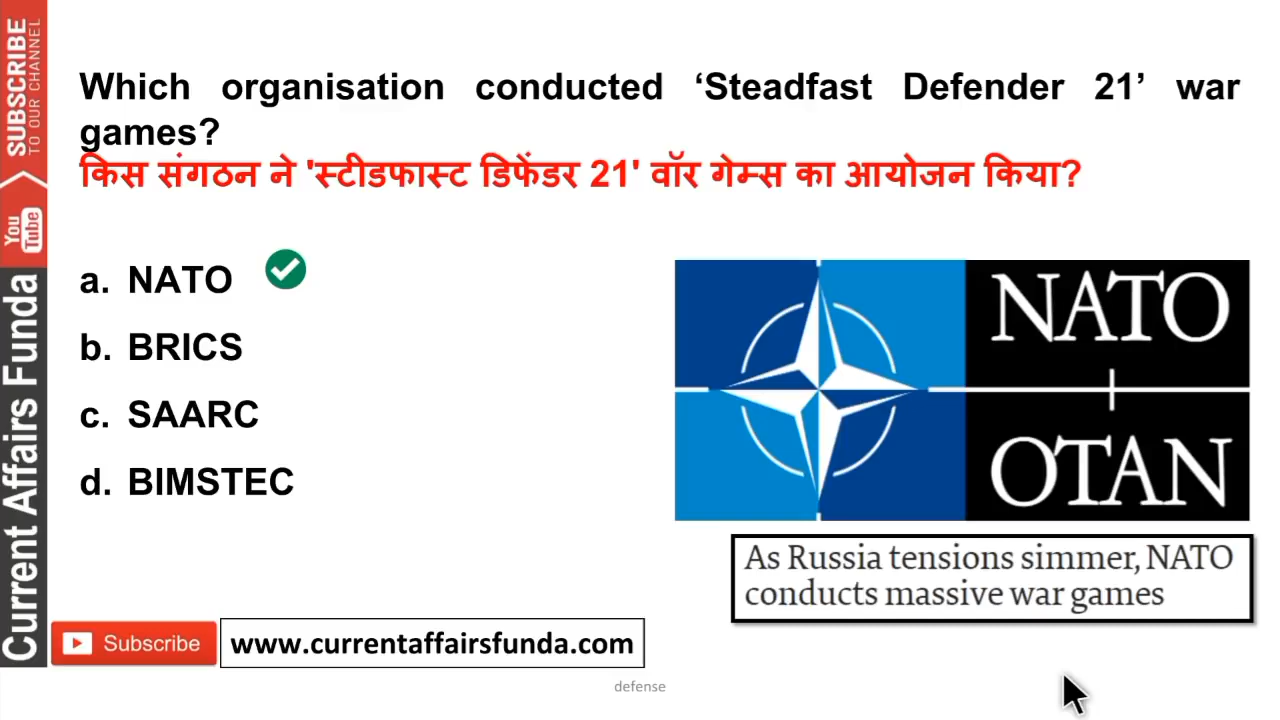 SUBSCRIBE
TO OUR CHANNEL
You
Tube
Current Affairs Funda
Which organisation conducted ‘Steadfast Defender 21’ war
games?
किस संगठन ने 'स्टीडफास्ट डिफेंडर 21' वॉर गेम्स का आयोजन किया?
a. NATO
b. BRICS
c. SAARC
d. BIMSTEC
NATO
OTAN
As Russia tensions simmer, NATO
conducts massive war games
Subscribe
www.currentaffairsfunda.com
defense